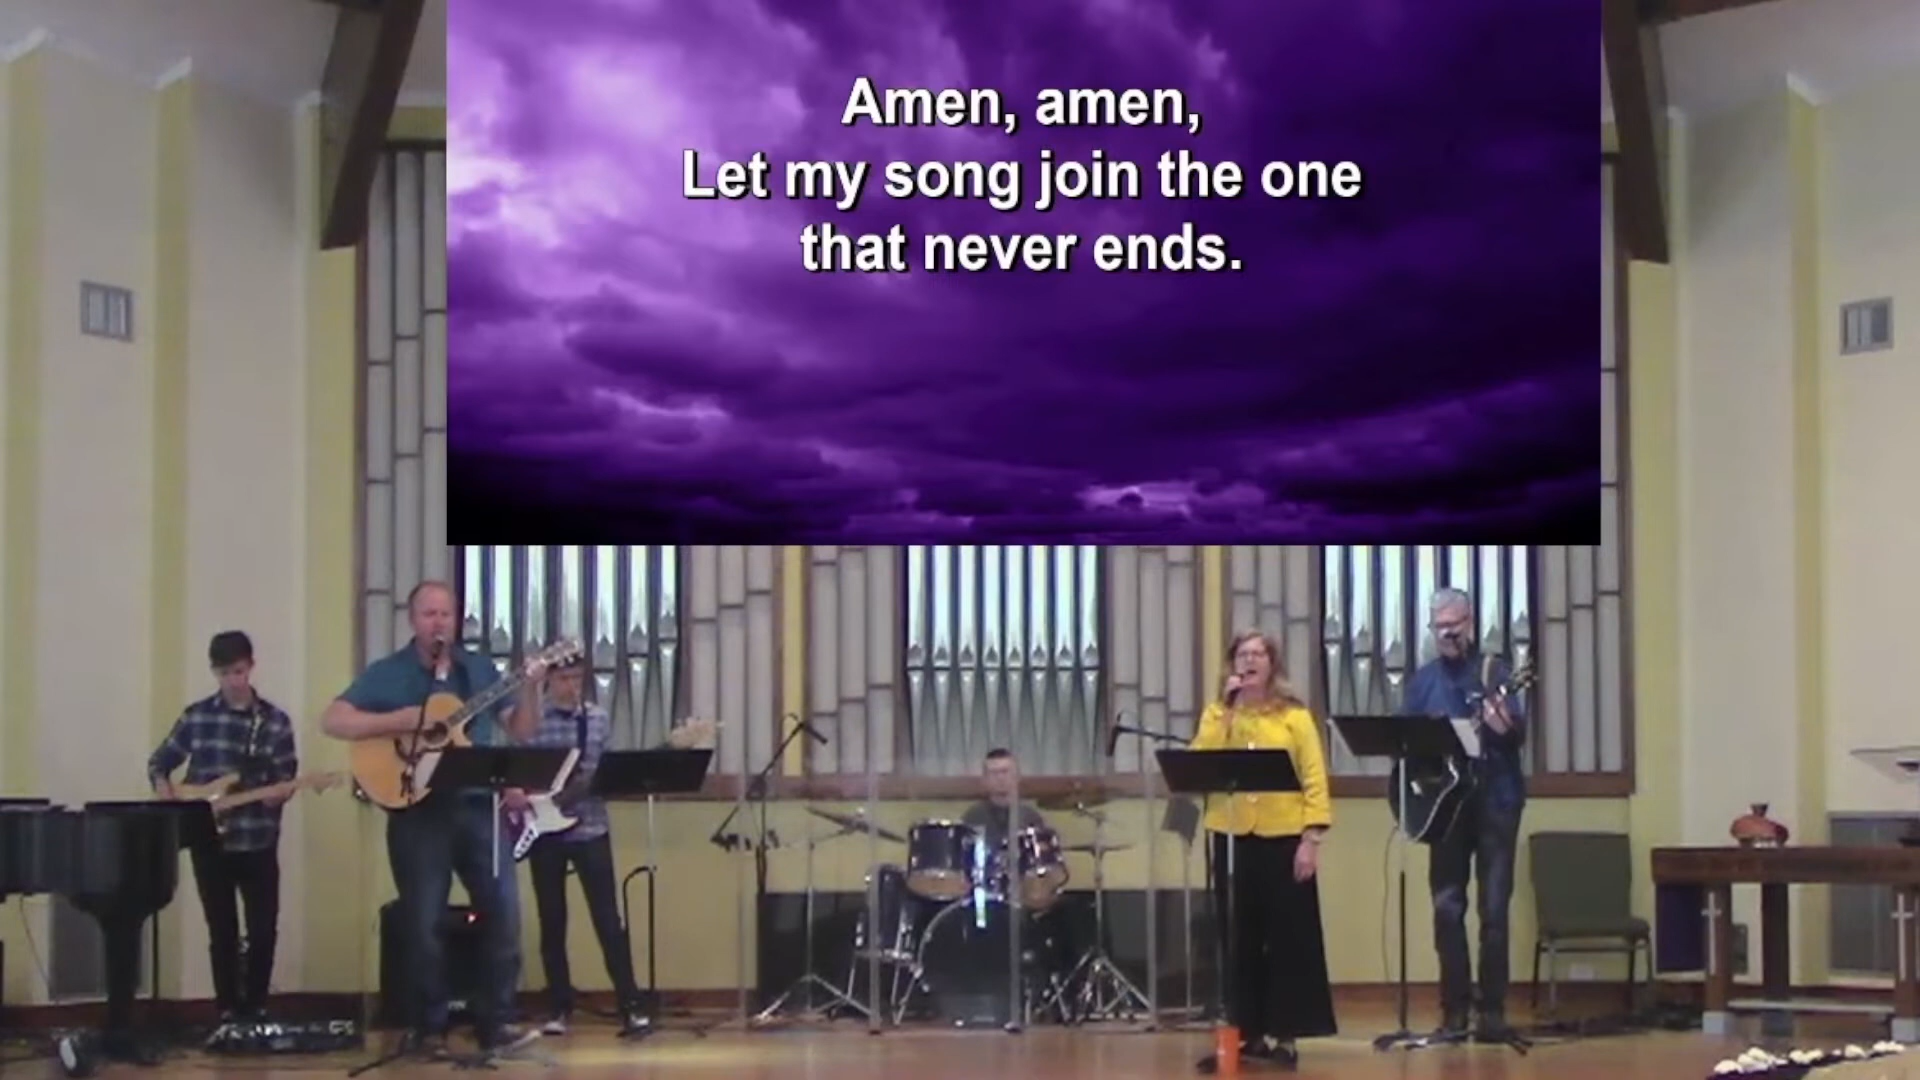 Amen, amen,
Let my song join the one
that never ends.